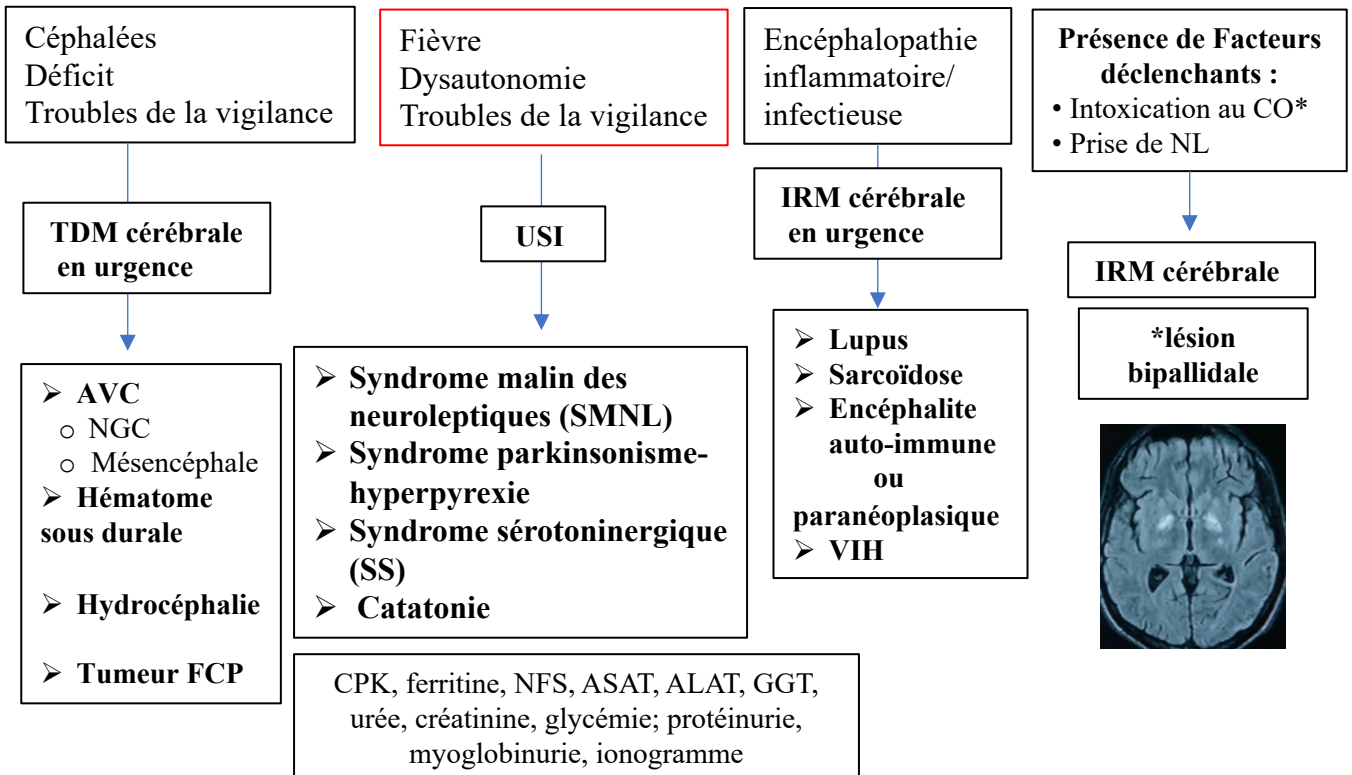 Céphalées
Déficit
Troubles de la vigilance
TDM cérébrale
en urgence
➢ AVC
o NGC
o Mésencéphale
➢ Hématome
sous durale
➢ Hydrocéphalie
➢ Tumeur FCP
Fièvre
Dysautonomie
Troubles de la vigilance
USI
➢ Syndrome malin des
neuroleptiques (SMNL)
➢ Syndrome parkinsonisme-
hyperpyrexie
➢ Syndrome sérotoninergique
(SS)
➢ Catatonie
CPK, ferritine, NFS, ASAT, ALAT, GGT,
urée, créatinine, glycémie; protéinurie,
myoglobinurie, ionogramme
Encéphalopathie
inflammatoire/
infectieuse
IRM cérébrale
en urgence
➢ Lupus
➢ Sarcoïdose
➢ Encéphalite
auto-immune
ou
paranéoplasique
➢ VIH
Présence de Facteurs
déclenchants :
• Intoxication au CO*
• Prise de NL
IRM cérébrale
*lésion
bipallidale